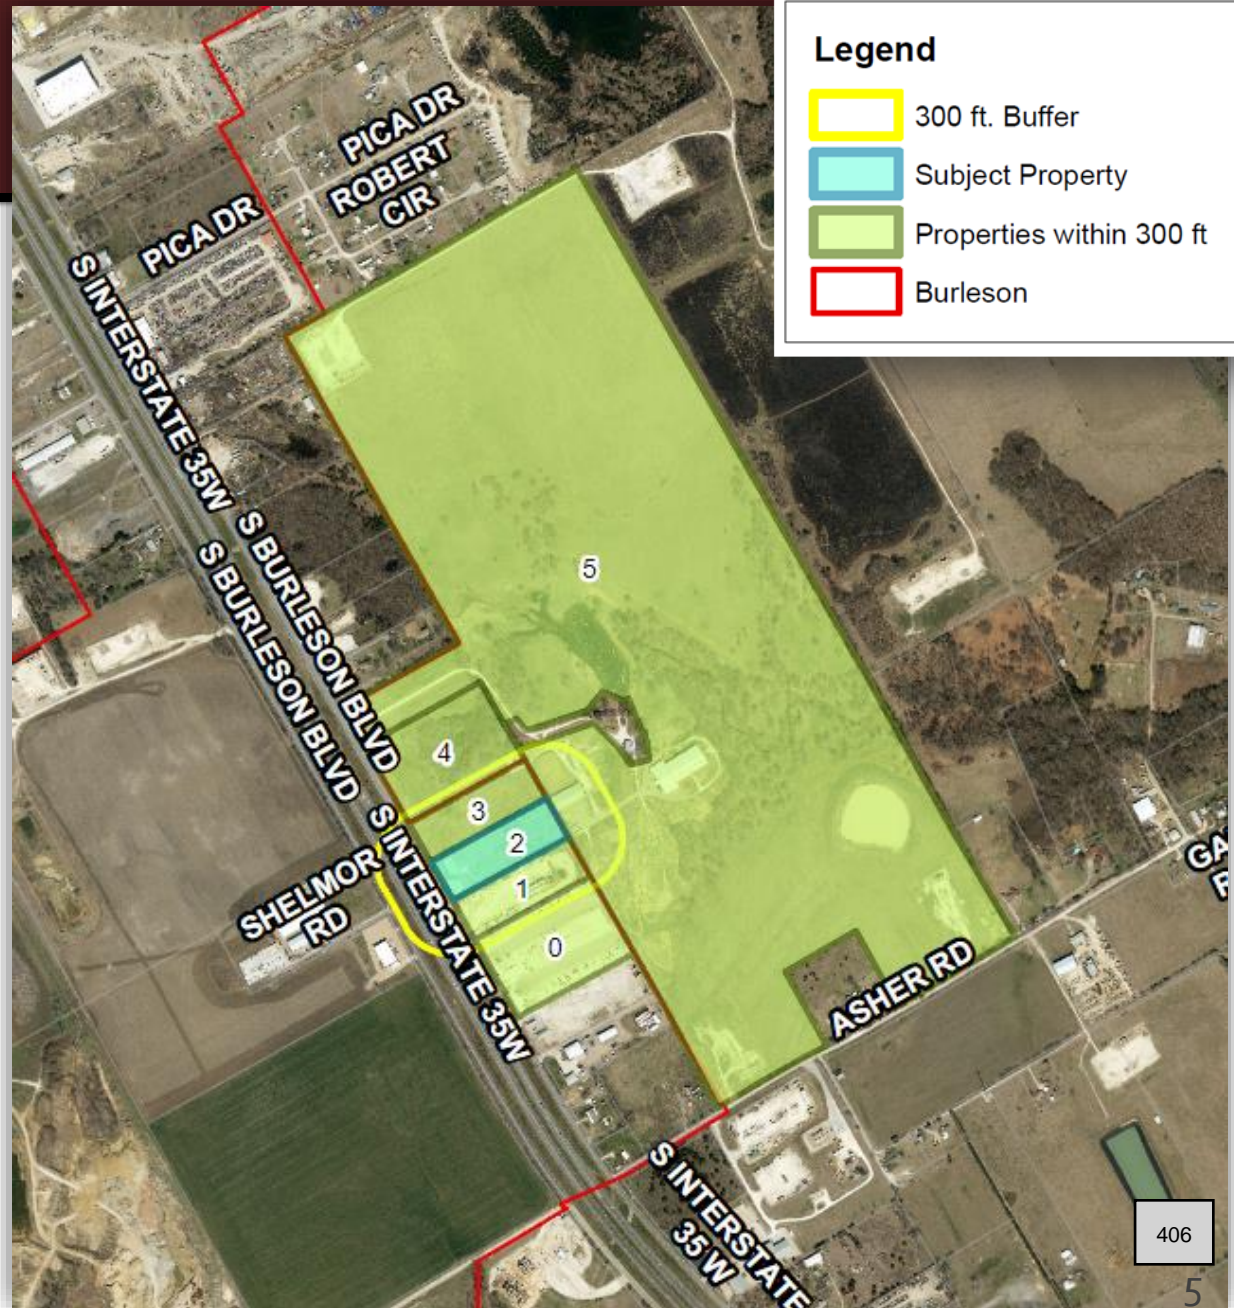 Legend
300 ft. Buffer
Subject Property
Properties within 300 ft
Burleson
PICA DR
ROBERT
CIR
PICA DR
S INTERSTATE 35W
S BURLESON BLVD
S BURLESON BLVD
5
4
3
2
1
0
S INTERSTATE 35W
SHELMOR
RD
ASHER RD
GA
S INTERSTATE
35 W
406
5